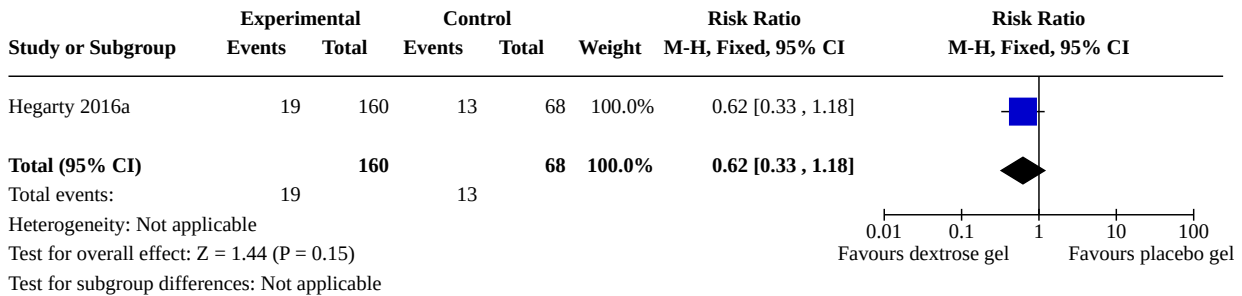 Experimental Control Risk Ratio Risk Ratio
Study or Subgroup Events Total Events Total Weight M-H, Fixed, 95% CI M-H, Fixed, 95% CI
Hegarty 2016a 19 160 13 68 100.0% 0.62 [0.33 , 1.18]
Total (95% CI) 160 68 100.0% 0.62 [0.33 , 1.18]
Total events: 19 13
Heterogeneity: Not applicable
0.01 0.1 1 10 100
Test for overall effect: Z = 1.44 (P = 0.15) Favours dextrose gel Favours placebo gel
Test for subgroup differences: Not applicable